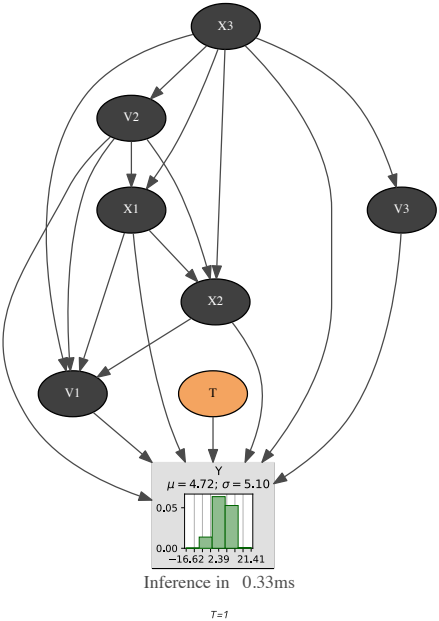 X3
V2
X1
V3
X2
V1
T
Y
μ = 4.72; σ = 5.10
0.05
0.00
−16.62 2.39 21.41
Inference in 0.33ms
T=1